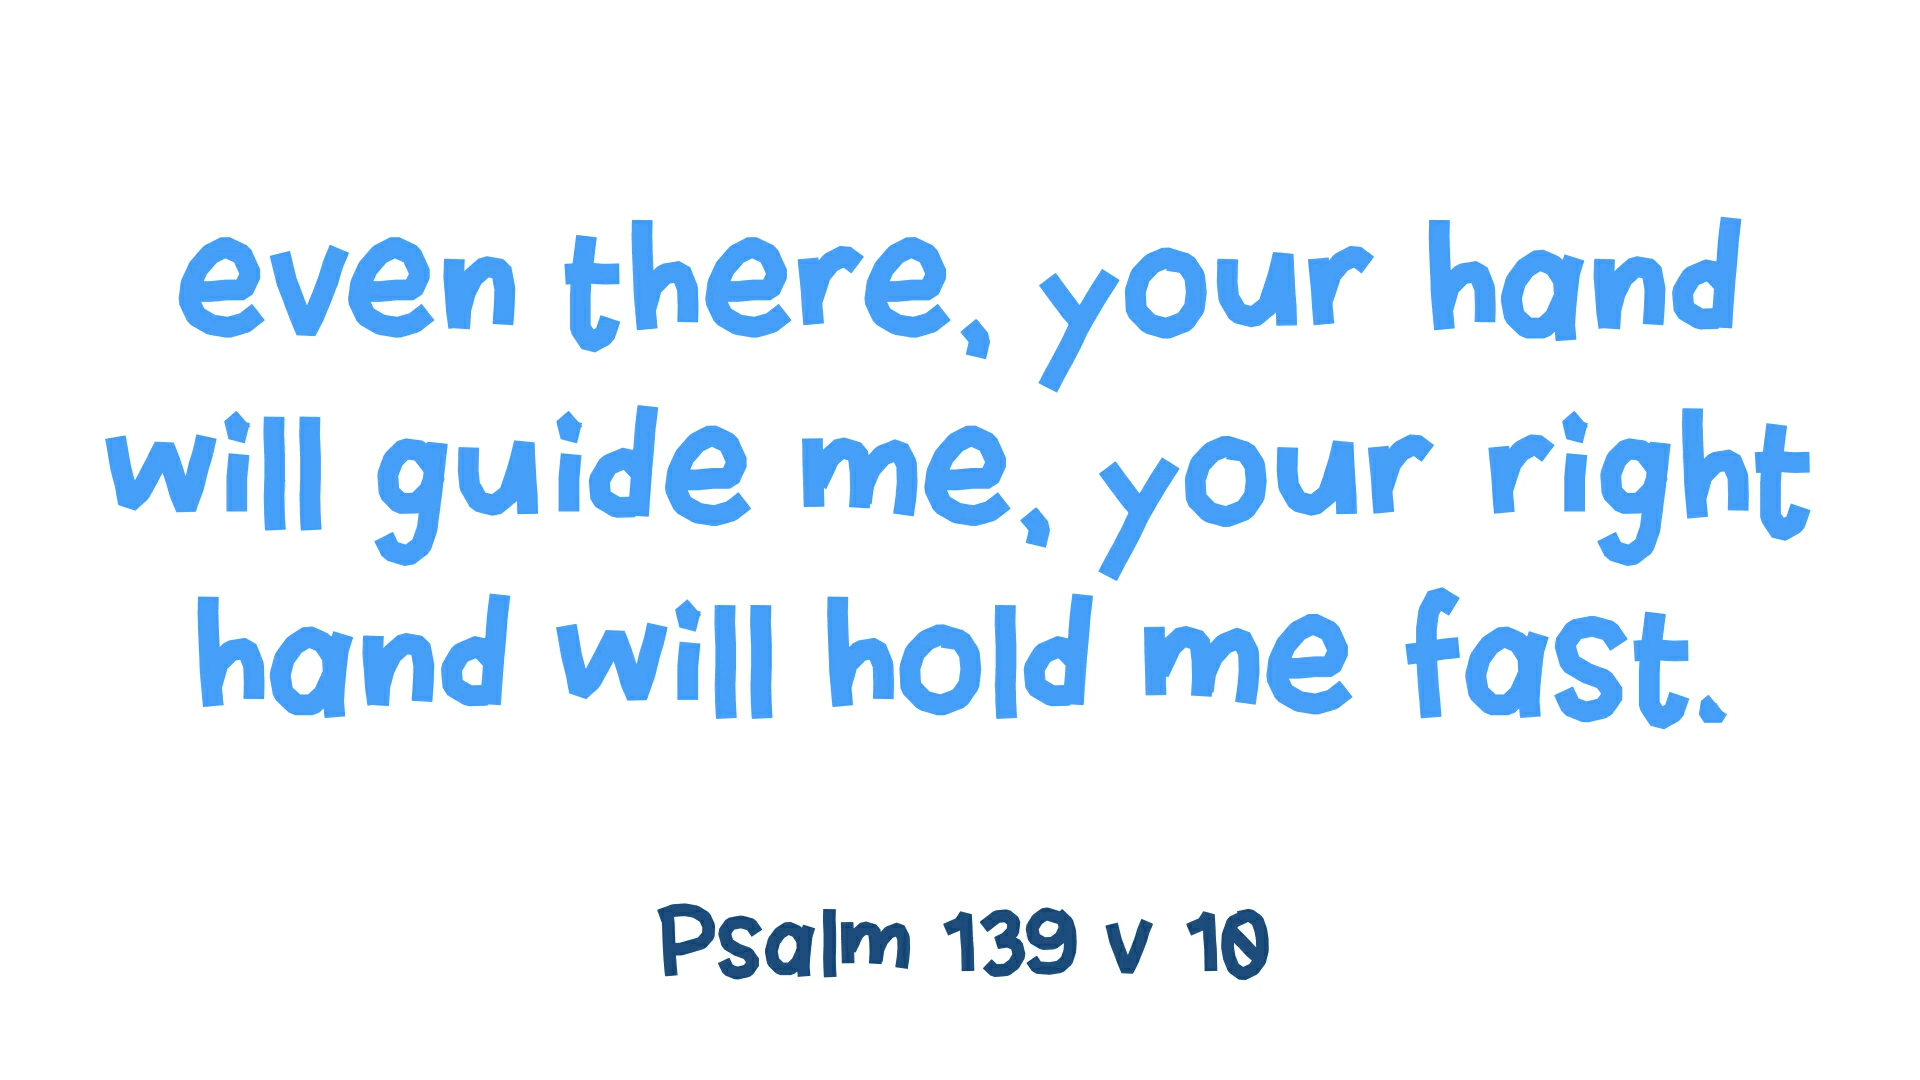 even there, your hand
will guide me, your right
hand will hold me fast.
Psalm 139 v 10